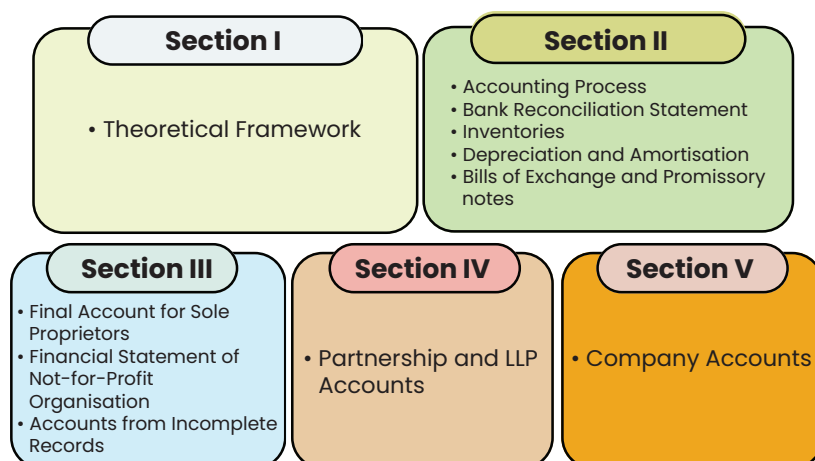 Section I
• Theoretical Framework
Section II
• Accounting Process
• Bank Reconciliation Statement
• Inventories
• Depreciation and Amortisation
• Bills of Exchange and Promissory
notes
Section III
• Final Account for Sole
Proprietors
• Financial Statement of
Not-for-Profit
Organisation
• Accounts from Incomplete
Records
Section IV
• Partnership and LLP
Accounts
Section V
• Company Accounts